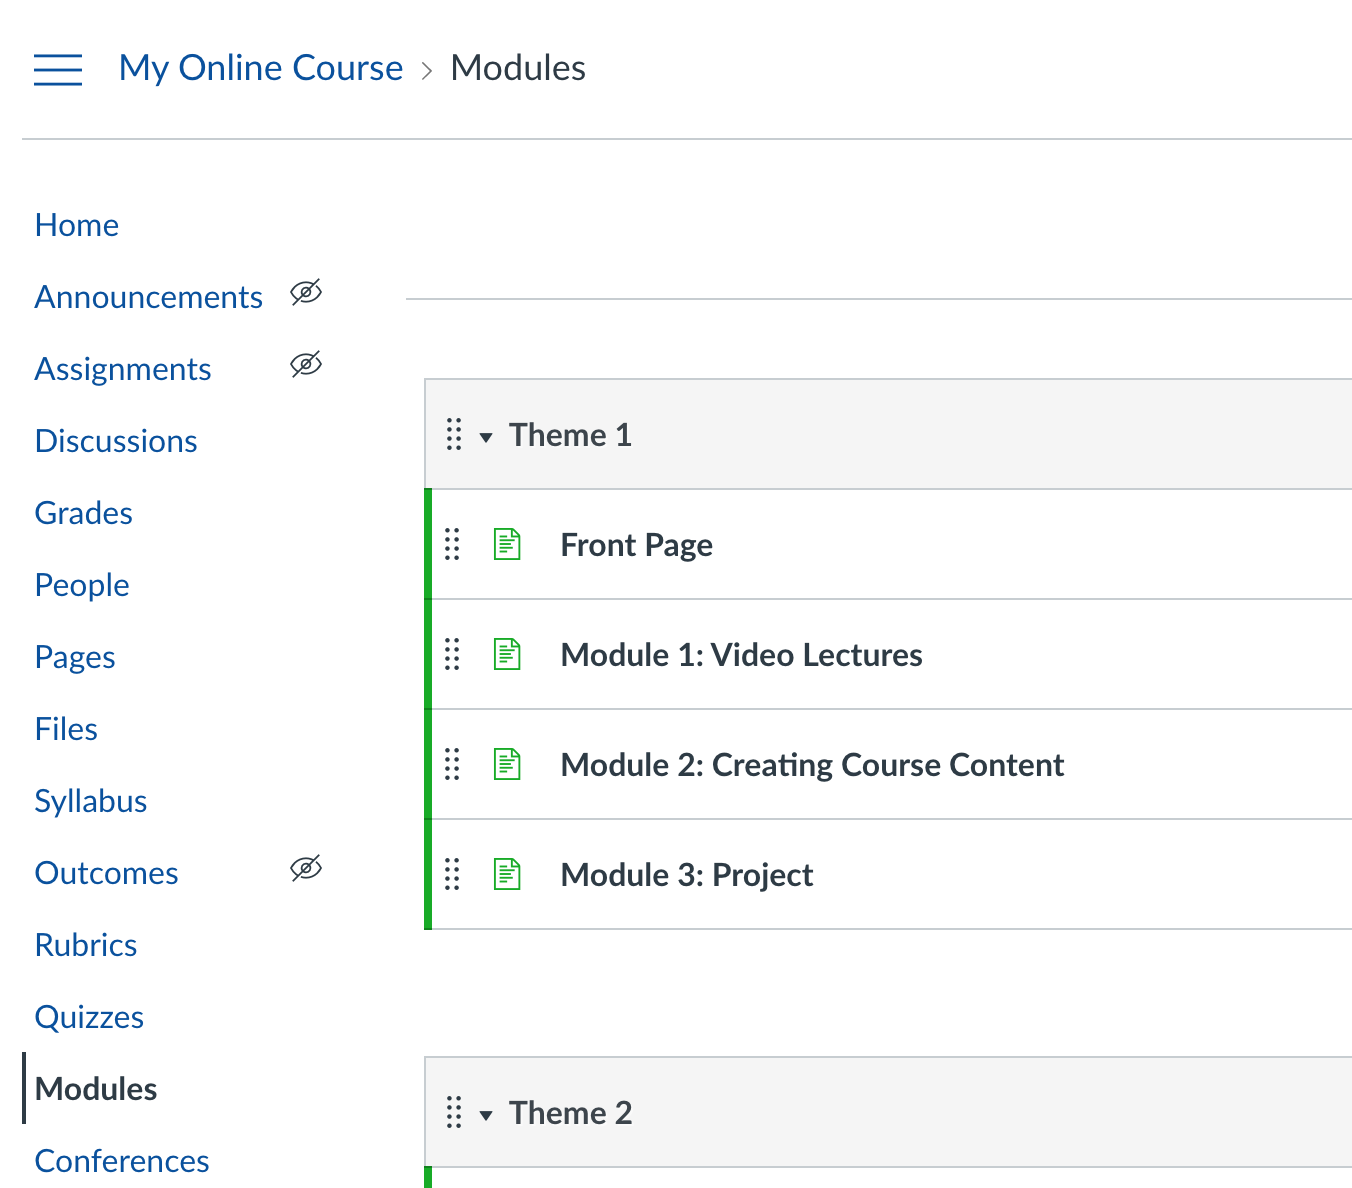 My Online Course > Modules
Home
Announcements
Assignments
Discussions
Grades
People
Pages
Files
Syllabus
Outcomes
Rubrics
Quizzes
Modules
Conferences
Theme 1
Front Page
Module 1: Video Lectures
Module 2: Creating Course Content
Module 3: Project
Theme 2